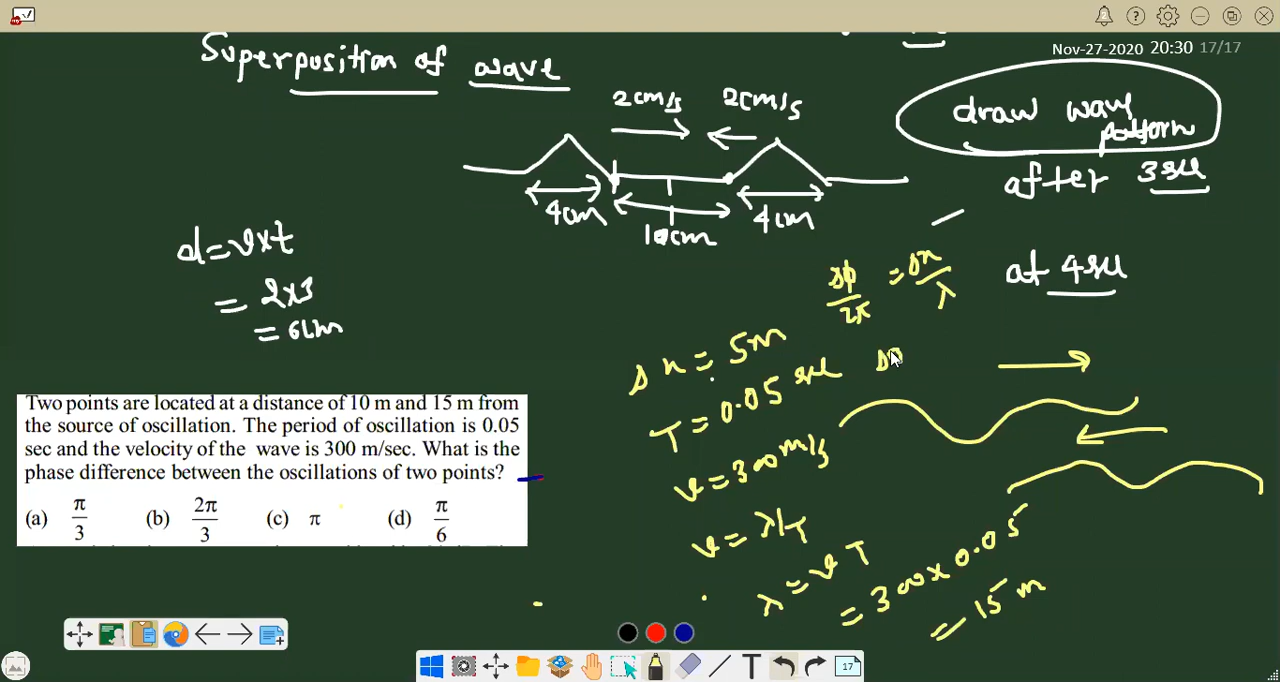 Nov-27-2020 20:30 17/17
Superposition of wave
2cm/s 2cm/s
draw wave
pattern
after 3sec
4cm 10cm 4cm
d=v×t
= 2×3
= 6cm
at 4sec
Δφ/2π = Δx/λ
Δx = 5m
T = 0.05 sec
v = 300 m/s
v = λ/T
λ = vT
= 300 × 0.05
= 15 m
Two points are located at a distance of 10 m and 15 m from
the source of oscillation. The period of oscillation is 0.05
sec and the velocity of the wave is 300 m/sec. What is the
phase difference between the oscillations of two points?
(a) π/3 (b) 2π/3 (c) π (d) π/6
2
T
17